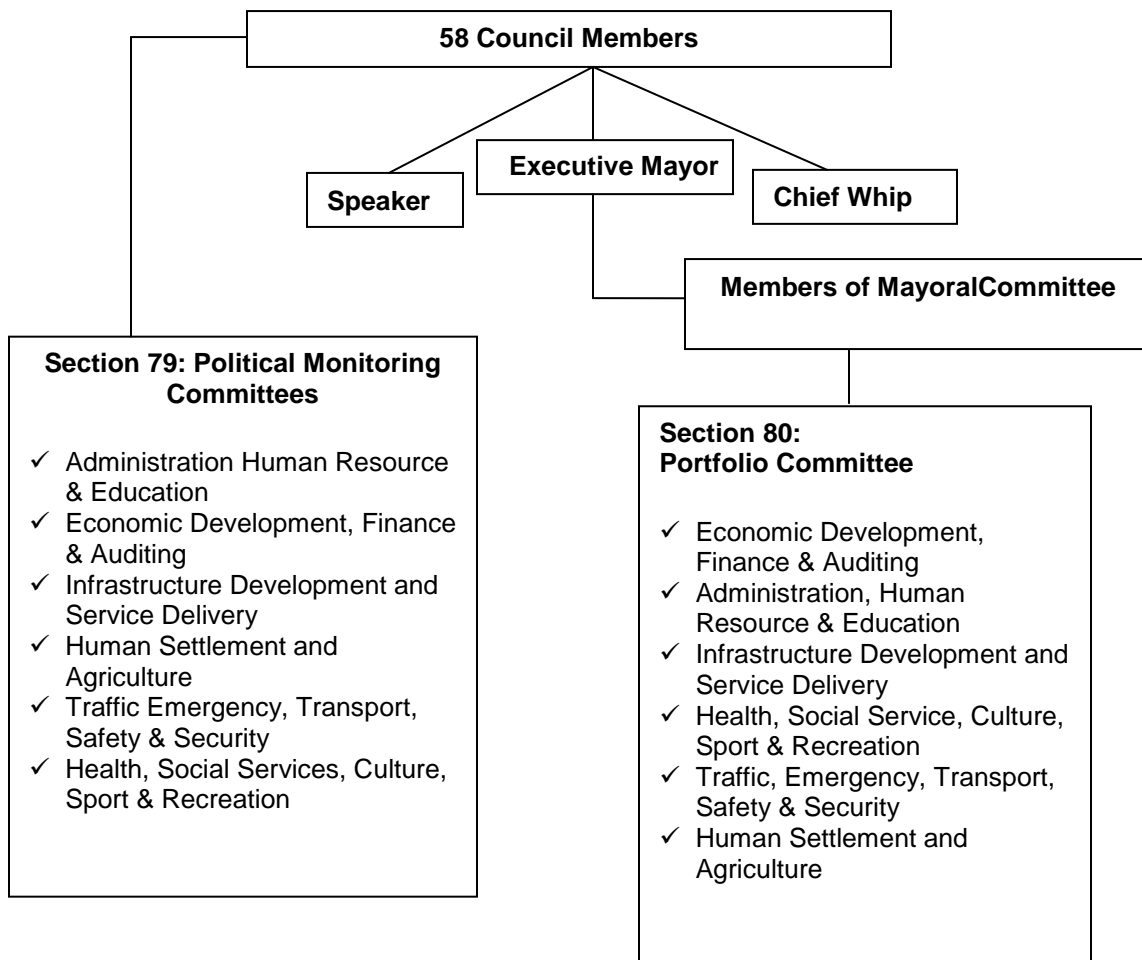 58 Council Members
Executive Mayor
Speaker
Chief Whip
Members of MayoralCommittee
Section 79: Political Monitoring
Committees
✓ Administration Human Resource
& Education
✓ Economic Development, Finance
& Auditing
✓ Infrastructure Development and
Service Delivery
✓ Human Settlement and
Agriculture
✓ Traffic Emergency, Transport,
Safety & Security
✓ Health, Social Services, Culture,
Sport & Recreation
Section 80:
Portfolio Committee
✓ Economic Development,
Finance & Auditing
✓ Administration, Human
Resource & Education
✓ Infrastructure Development and
Service Delivery
✓ Health, Social Service, Culture,
Sport & Recreation
✓ Traffic, Emergency, Transport,
Safety & Security
✓ Human Settlement and
Agriculture